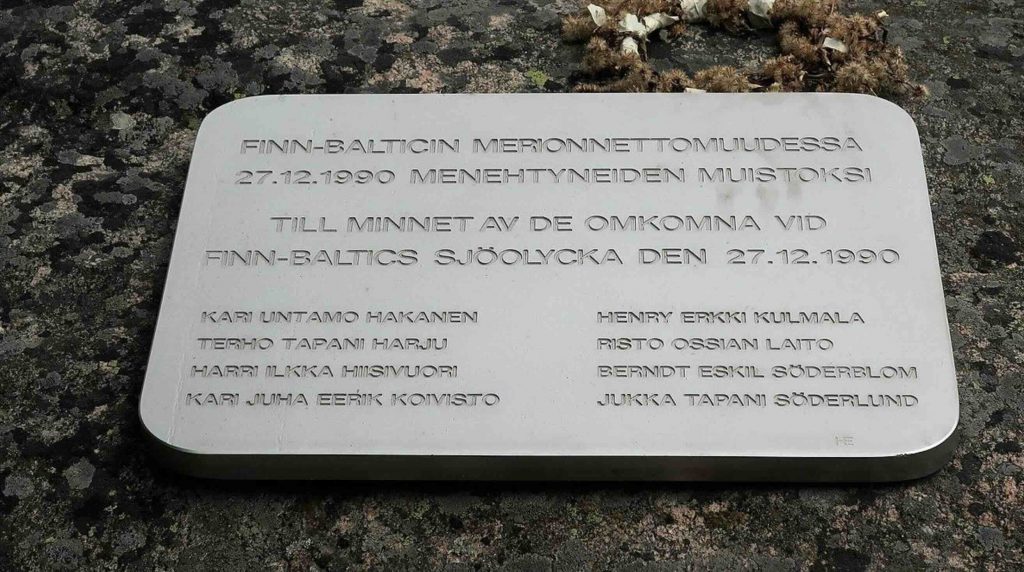 FINN-BALTICIN MERIONNETTOMUUDESSA
27.12.1990 MENEHTYNEIDEN MUISTOKSI
TILL MINNET AV DE OMKOMNA VID
FINN-BALTICS SJÖOLYCKA DEN 27.12.1990
KARI UNTAMO HAKANEN
TERHO TAPANI HARJU
HARRI ILKKA HIISIVUORI
KARI JUHA EERIK KOIVISTO
HENRY ERKKI KULMALA
RISTO OSSIAN LAITO
BERNDT ESKIL SÖDERBLOM
JUKKA TAPANI SÖDERLUND
HE